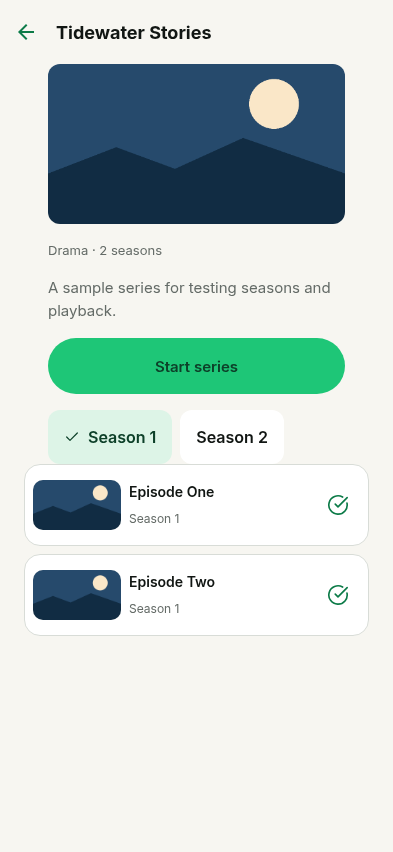 Tidewater Stories
Drama · 2 seasons
A sample series for testing seasons and
playback.
Start series
Season 1
Season 2
Episode One
Season 1
Episode Two
Season 1